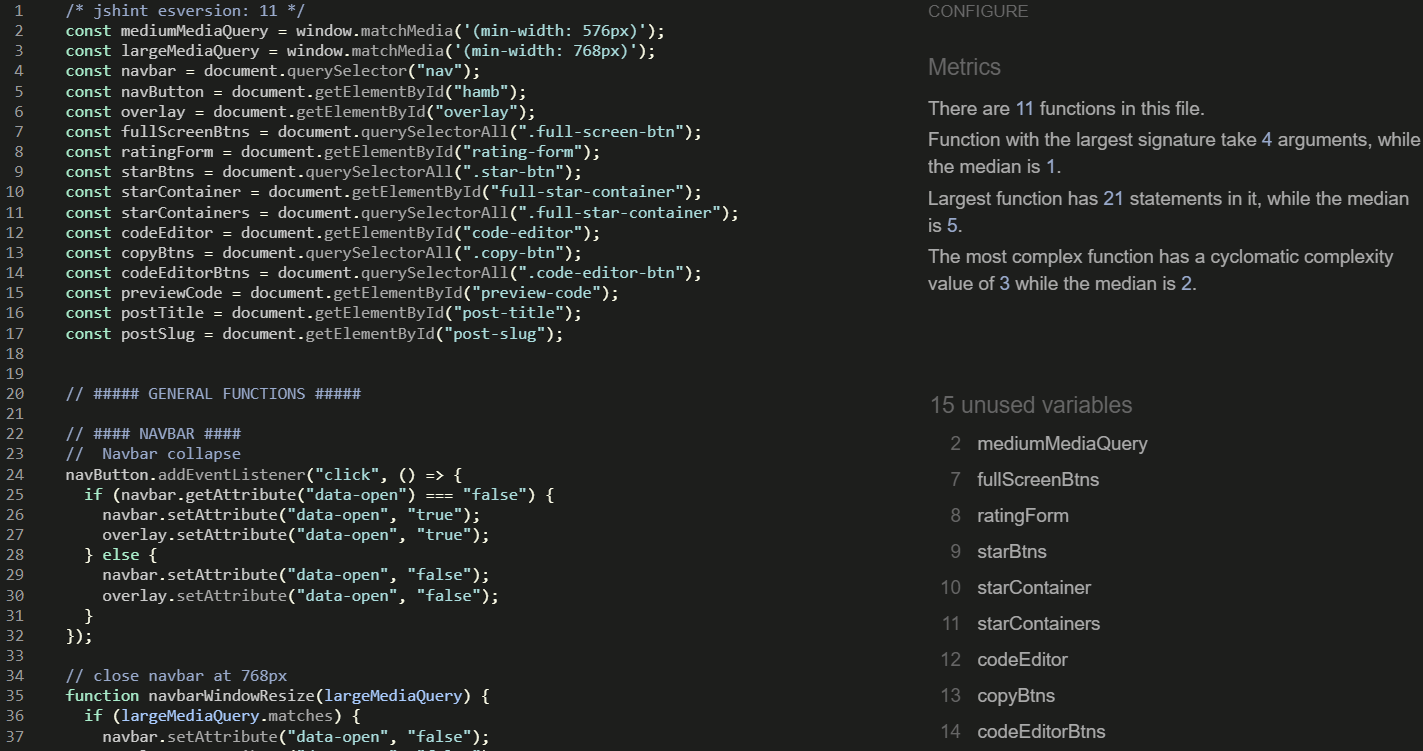 1 /* jshint esversion: 11 */
2 const mediumMediaQuery = window.matchMedia('(min-width: 576px)');
3 const largeMediaQuery = window.matchMedia('(min-width: 768px)');
4 const navbar = document.querySelector("nav");
5 const navButton = document.getElementById("hamb");
6 const overlay = document.getElementById("overlay");
7 const fullScreenBtns = document.querySelectorAll(".full-screen-btn");
8 const ratingForm = document.getElementById("rating-form");
9 const starBtns = document.querySelectorAll(".star-btn");
10 const starContainer = document.getElementById("full-star-container");
11 const starContainers = document.querySelectorAll(".full-star-container");
12 const codeEditor = document.getElementById("code-editor");
13 const copyBtns = document.querySelectorAll(".copy-btn");
14 const codeEditorBtns = document.querySelectorAll(".code-editor-btn");
15 const previewCode = document.getElementById("preview-code");
16 const postTitle = document.getElementById("post-title");
17 const postSlug = document.getElementById("post-slug");
18
19
20 // ##### GENERAL FUNCTIONS #####
21
22 // #### NAVBAR ####
23 //  Navbar collapse
24 navButton.addEventListener("click", () => {
25   if (navbar.getAttribute("data-open") === "false") {
26     navbar.setAttribute("data-open", "true");
27     overlay.setAttribute("data-open", "true");
28   } else {
29     navbar.setAttribute("data-open", "false");
30     overlay.setAttribute("data-open", "false");
31   }
32 });
33
34 // close navbar at 768px
35 function navbarWindowResize(largeMediaQuery) {
36   if (largeMediaQuery.matches) {
37     navbar.setAttribute("data-open", "false");
CONFIGURE
Metrics
There are 11 functions in this file.
Function with the largest signature take 4 arguments, while
the median is 1.
Largest function has 21 statements in it, while the median
is 5.
The most complex function has a cyclomatic complexity
value of 3 while the median is 2.
15 unused variables
2 mediumMediaQuery
7 fullScreenBtns
8 ratingForm
9 starBtns
10 starContainer
11 starContainers
12 codeEditor
13 copyBtns
14 codeEditorBtns